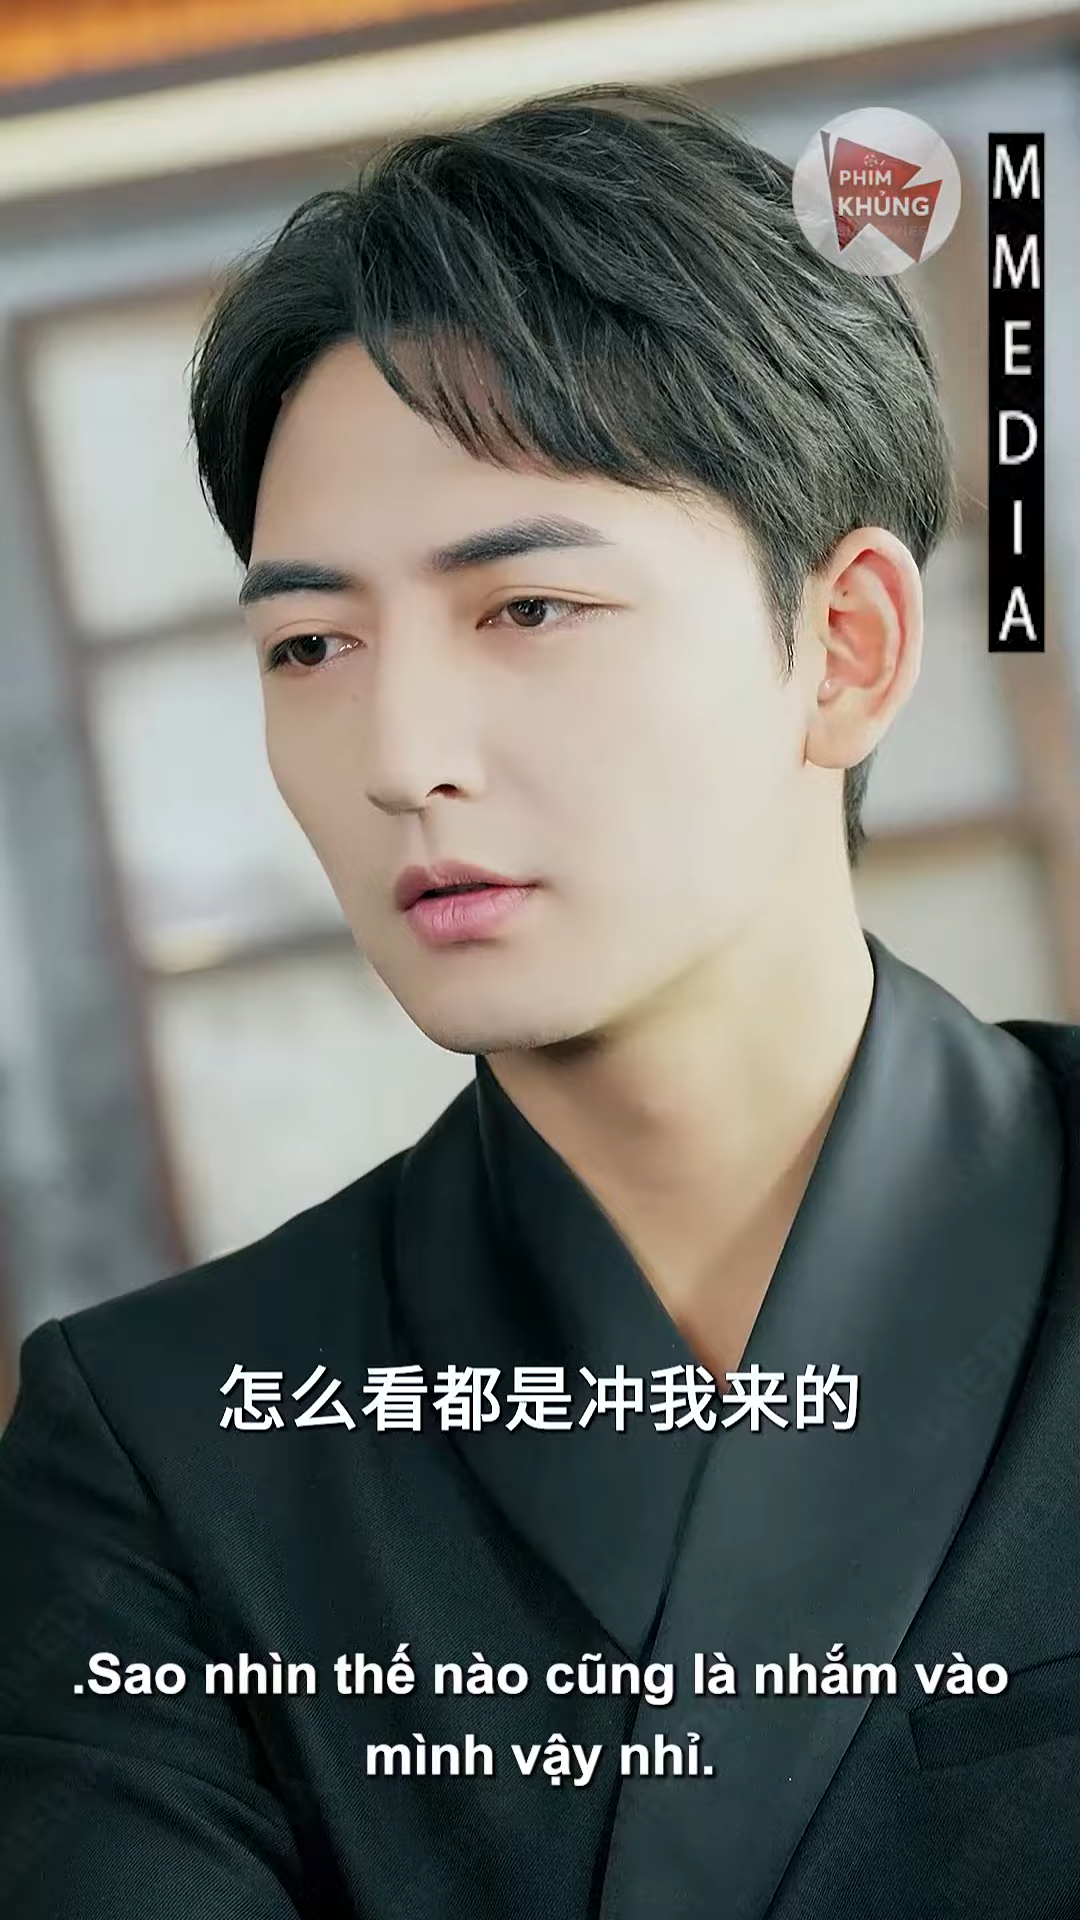 PHIM
KHỦNG
MMEDIA
怎么看都是冲我来的
.Sao nhìn thế nào cũng là nhắm vào
mình vậy nhỉ.